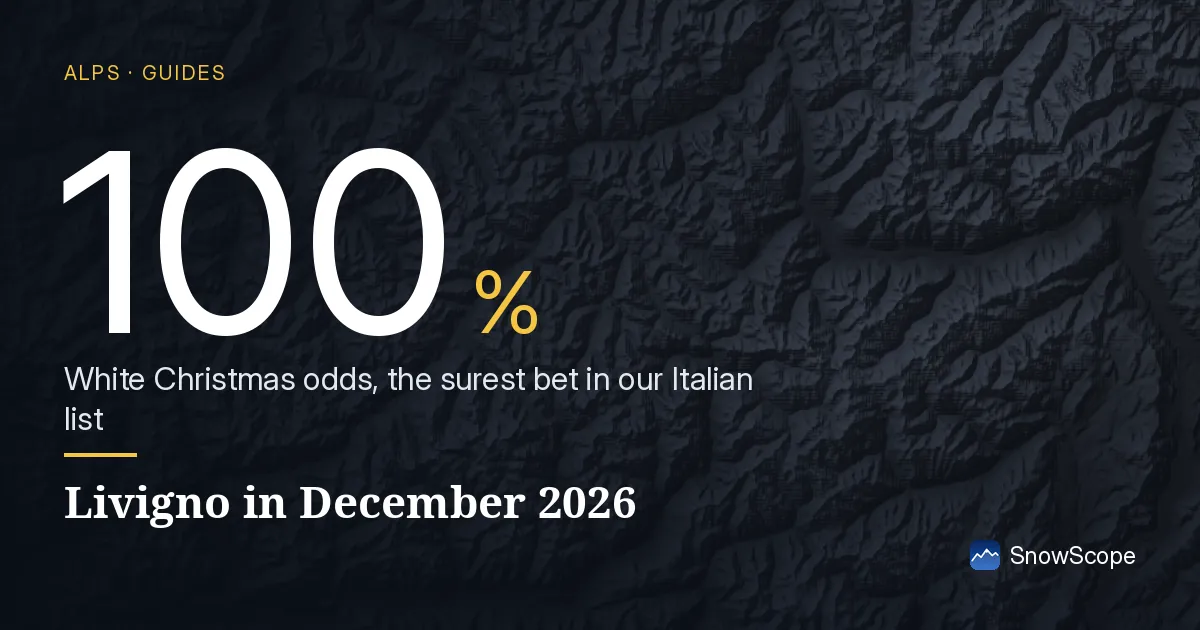 ALPS · GUIDES
100 %
White Christmas odds, the surest bet in our Italian
list
Livigno in December 2026
SnowScope